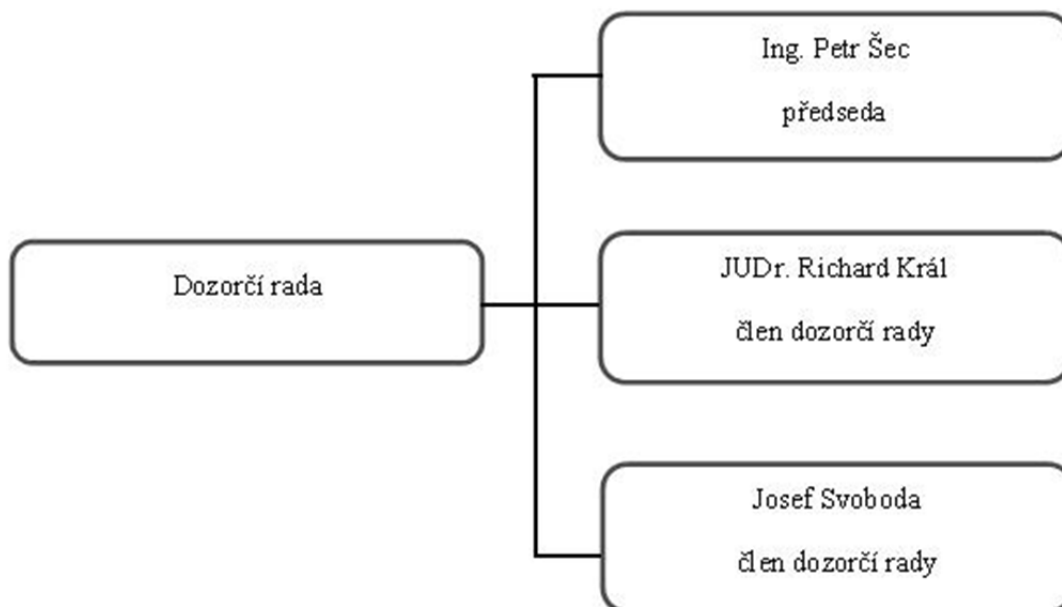 Ing. Petr Šec
předseda
Dozorčí rada
JUDr. Richard Král
člen dozorčí rady
Josef Svoboda
člen dozorčí rady